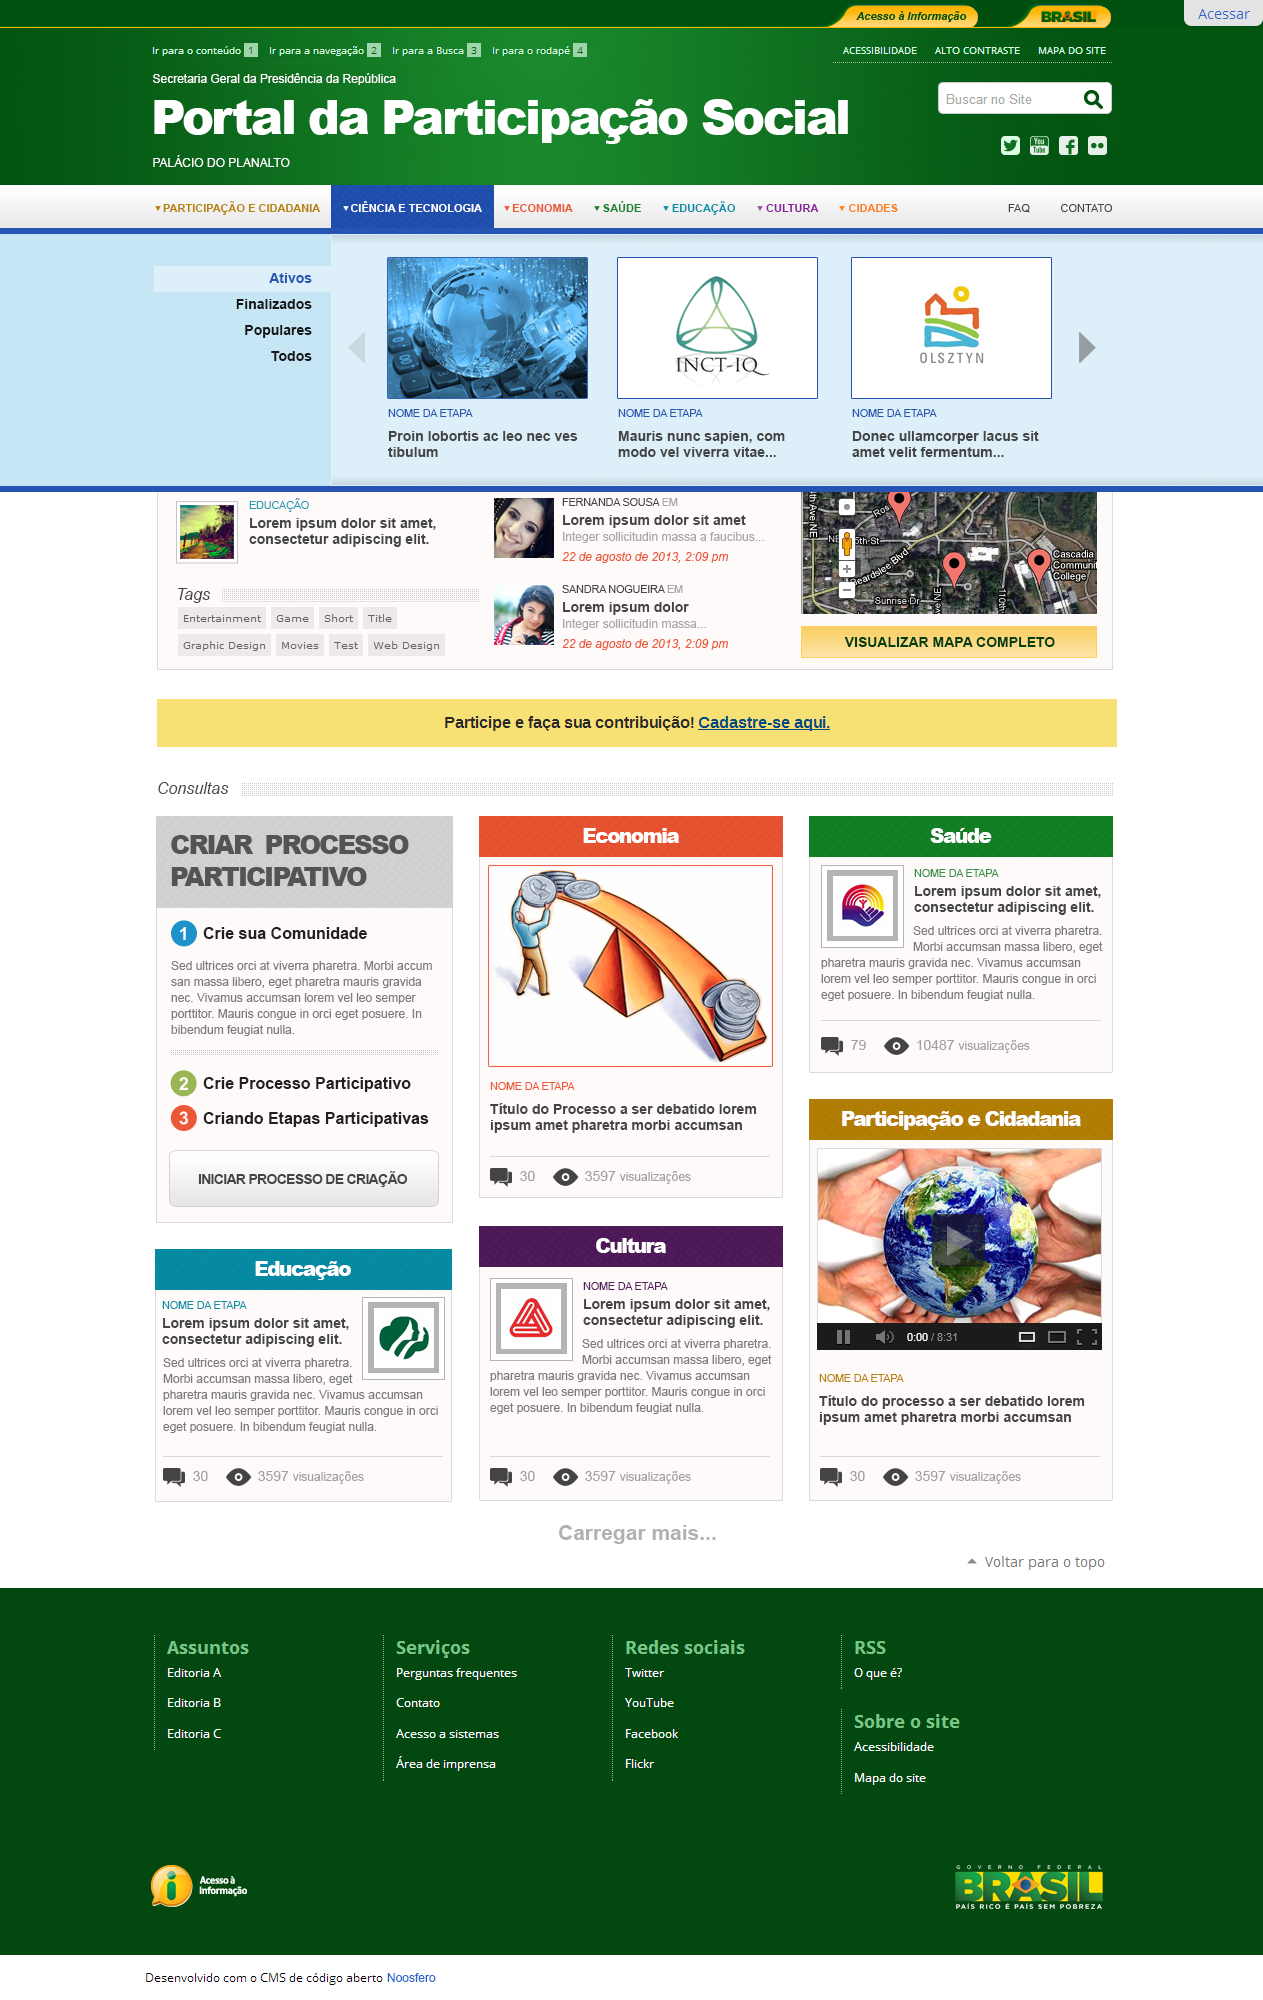 Acesso à Informação
BRASIL
Acessar
Ir para o conteúdo 1 Ir para a navegação 2 Ir para a Busca 3 Ir para o rodapé 4
ACESSIBILIDADE ALTO CONTRASTE MAPA DO SITE
Secretaria Geral da Presidência da República
Portal da Participação Social
PALÁCIO DO PLANALTO
Buscar no Site
You Tube
PARTICIPAÇÃO E CIDADANIA CIÊNCIA E TECNOLOGIA ECONOMIA SAÚDE EDUCAÇÃO CULTURA CIDADES FAQ CONTATO
Ativos
Finalizados
Populares
Todos
INCT-IQ
OLSZTYN
NOME DA ETAPA
Proin lobortis ac leo nec ves
tibulum
NOME DA ETAPA
Mauris nunc sapien, com
modo vel viverra vitae...
NOME DA ETAPA
Donec ullamcorper lacus sit
amet velit fermentum...
EDUCAÇÃO
Lorem ipsum dolor sit amet,
consectetur adipiscing elit.
Tags
Entertainment Game Short Title
Graphic Design Movies Test Web Design
FERNANDA SOUSA EM
Lorem ipsum dolor sit amet
Integer sollicitudin massa a faucibus...
22 de agosto de 2013, 2:09 pm
SANDRA NOGUEIRA EM
Lorem ipsum dolor
Integer sollicitudin massa...
22 de agosto de 2013, 2:09 pm
Beardslee Blvd
Sunrise Dr
110th
Cascadia
Communi
College
VISUALIZAR MAPA COMPLETO
Participe e faça sua contribuição! Cadastre-se aqui.
Consultas
CRIAR PROCESSO
PARTICIPATIVO
1 Crie sua Comunidade
Sed ultrices orci at viverra pharetra. Morbi accum
san massa libero, eget pharetra mauris gravida
nec. Vivamus accumsan lorem vel leo semper
porttitor. Mauris congue in orci eget posuere. In
bibendum feugiat nulla.
2 Crie Processo Participativo
3 Criando Etapas Participativas
INICIAR PROCESSO DE CRIAÇÃO
Economia
NOME DA ETAPA
Título do Processo a ser debatido lorem
ipsum amet pharetra morbi accumsan
30 3597 visualizações
Saúde
NOME DA ETAPA
Lorem ipsum dolor sit amet,
consectetur adipiscing elit.
Sed ultrices orci at viverra pharetra.
Morbi accumsan massa libero, eget
pharetra mauris gravida nec. Vivamus accumsan
lorem vel leo semper porttitor. Mauris congue in orci
eget posuere. In bibendum feugiat nulla.
79 10487 visualizações
Participação e Cidadania
0:00 / 8:31
NOME DA ETAPA
Título do processo a ser debatido lorem
ipsum amet pharetra morbi accumsan
30 3597 visualizações
Educação
NOME DA ETAPA
Lorem ipsum dolor sit amet,
consectetur adipiscing elit.
Sed ultrices orci at viverra pharetra.
Morbi accumsan massa libero, eget
pharetra mauris gravida nec. Vivamus accumsan
lorem vel leo semper porttitor. Mauris congue in orci
eget posuere. In bibendum feugiat nulla.
30 3597 visualizações
Cultura
NOME DA ETAPA
Lorem ipsum dolor sit amet,
consectetur adipiscing elit.
Sed ultrices orci at viverra pharetra.
Morbi accumsan massa libero, eget
pharetra mauris gravida nec. Vivamus accumsan
lorem vel leo semper porttitor. Mauris congue in orci
eget posuere. In bibendum feugiat nulla.
30 3597 visualizações
Carregar mais...
Voltar para o topo
Assuntos
Editoria A
Editoria B
Editoria C
Serviços
Perguntas frequentes
Contato
Acesso a sistemas
Área de imprensa
Redes sociais
Twitter
YouTube
Facebook
Flickr
RSS
O que é?
Sobre o site
Acessibilidade
Mapa do site
Acesso à
Informação
GOVERNO FEDERAL
BRASIL
PAÍS RICO É PAÍS SEM POBREZA
Desenvolvido com o CMS de código aberto Noosfero